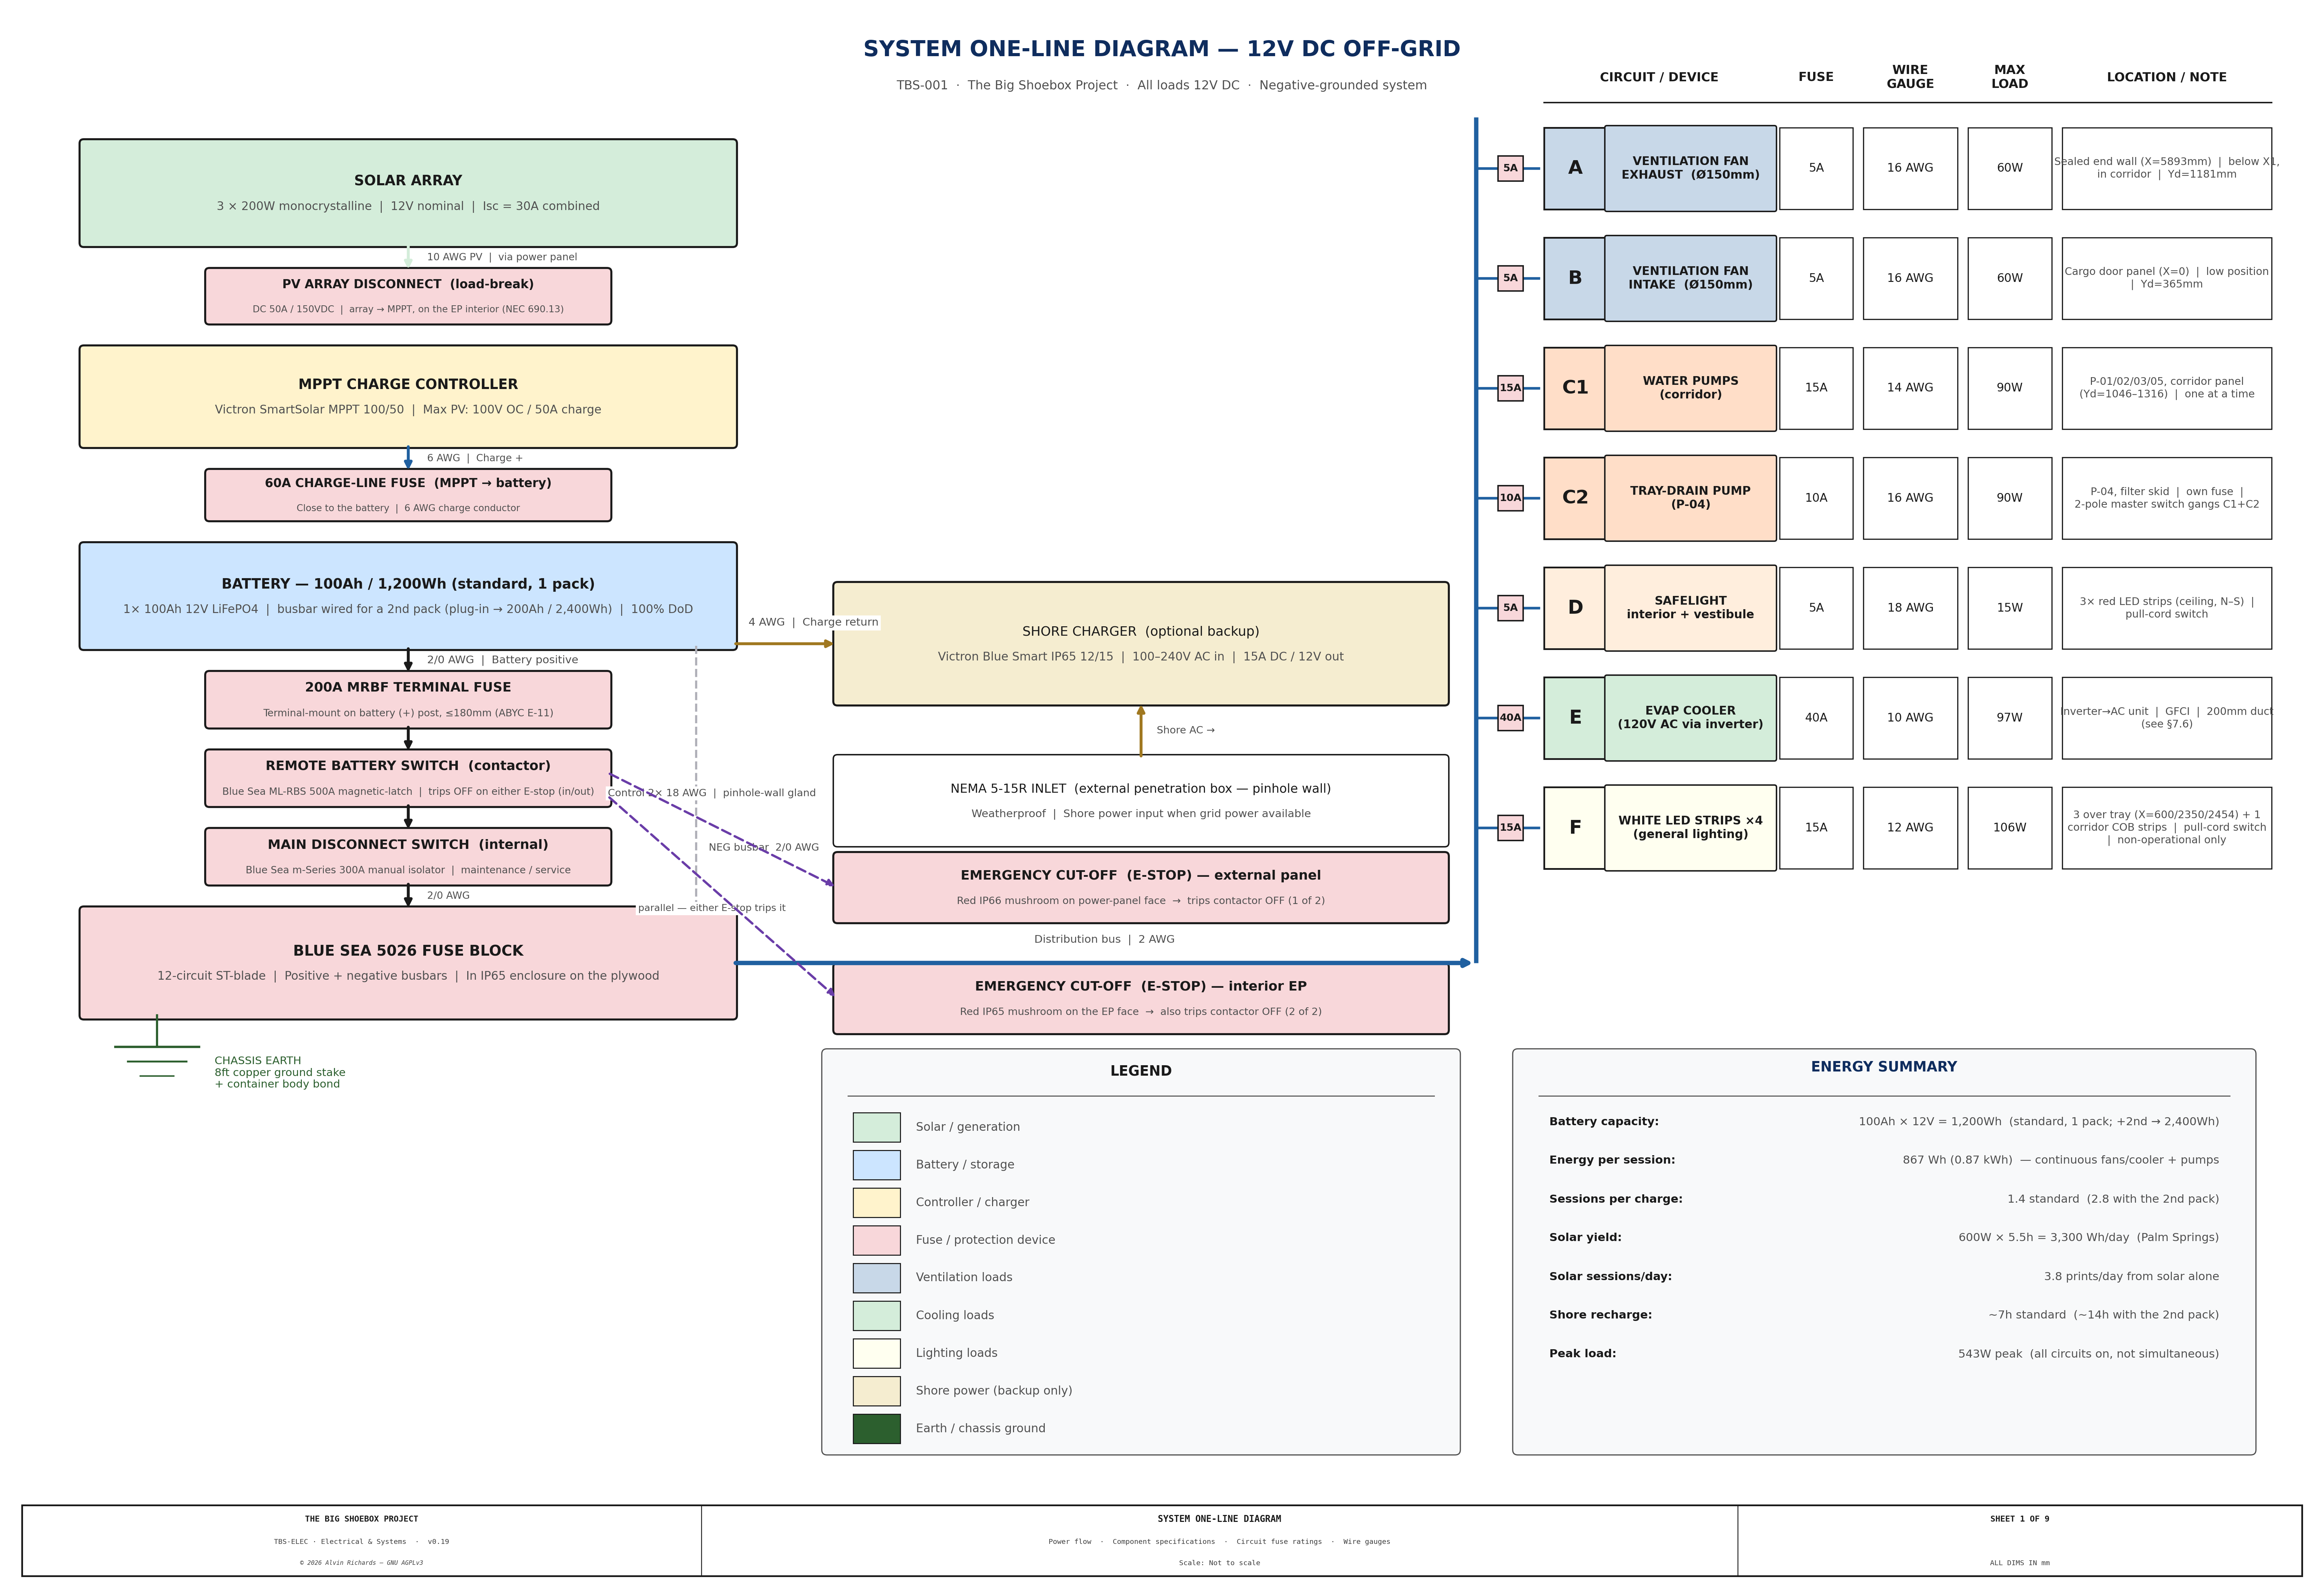 SYSTEM ONE-LINE DIAGRAM — 12V DC OFF-GRID
TBS-001 · The Big Shoebox Project · All loads 12V DC · Negative-grounded system
SOLAR ARRAY
3 × 200W monocrystalline | 12V nominal | Isc = 30A combined
10 AWG PV | via power panel
PV ARRAY DISCONNECT (load-break)
DC 50A / 150VDC | array → MPPT, on the EP interior (NEC 690.13)
MPPT CHARGE CONTROLLER
Victron SmartSolar MPPT 100/50 | Max PV: 100V OC / 50A charge
6 AWG | Charge +
60A CHARGE-LINE FUSE (MPPT → battery)
Close to the battery | 6 AWG charge conductor
BATTERY — 100Ah / 1,200Wh (standard, 1 pack)
1× 100Ah 12V LiFePO4 | busbar wired for a 2nd pack (plug-in → 200Ah / 2,400Wh) | 100% DoD
2/0 AWG | Battery positive
200A MRBF TERMINAL FUSE
Terminal-mount on battery (+) post, ≤180mm (ABYC E-11)
REMOTE BATTERY SWITCH (contactor)
Blue Sea ML-RBS 500A magnetic-latch | trips OFF on either E-stop (in/out)
MAIN DISCONNECT SWITCH (internal)
Blue Sea m-Series 300A manual isolator | maintenance / service
2/0 AWG
BLUE SEA 5026 FUSE BLOCK
12-circuit ST-blade | Positive + negative busbars | In IP65 enclosure on the plywood
CHASSIS EARTH
8ft copper ground stake
+ container body bond
4 AWG | Charge return
SHORE CHARGER (optional backup)
Victron Blue Smart IP65 12/15 | 100–240V AC in | 15A DC / 12V out
Shore AC →
NEMA 5-15R INLET (external penetration box — pinhole wall)
Weatherproof | Shore power input when grid power available
Control 2× 18 AWG | pinhole-wall gland
NEG busbar 2/0 AWG
EMERGENCY CUT-OFF (E-STOP) — external panel
Red IP66 mushroom on power-panel face → trips contactor OFF (1 of 2)
parallel — either E-stop trips it
Distribution bus | 2 AWG
EMERGENCY CUT-OFF (E-STOP) — interior EP
Red IP65 mushroom on the EP face → also trips contactor OFF (2 of 2)
CIRCUIT / DEVICE
FUSE
WIRE
GAUGE
MAX
LOAD
LOCATION / NOTE
5A
A
VENTILATION FAN
EXHAUST (Ø150mm)
5A
16 AWG
60W
Sealed end wall (X=5893mm) | below X1,
in corridor | Yd=1181mm
5A
B
VENTILATION FAN
INTAKE (Ø150mm)
5A
16 AWG
60W
Cargo door panel (X=0) | low position
| Yd=365mm
15A
C1
WATER PUMPS
(corridor)
15A
14 AWG
90W
P-01/02/03/05, corridor panel
(Yd=1046–1316) | one at a time
10A
C2
TRAY-DRAIN PUMP
(P-04)
10A
16 AWG
90W
P-04, filter skid | own fuse |
2-pole master switch gangs C1+C2
5A
D
SAFELIGHT
interior + vestibule
5A
18 AWG
15W
3× red LED strips (ceiling, N–S) |
pull-cord switch
40A
E
EVAP COOLER
(120V AC via inverter)
40A
10 AWG
97W
Inverter→AC unit | GFCI | 200mm duct
(see §7.6)
15A
F
WHITE LED STRIPS ×4
(general lighting)
15A
12 AWG
106W
3 over tray (X=600/2350/2454) + 1
corridor COB strips | pull-cord switch
| non-operational only
LEGEND
Solar / generation
Battery / storage
Controller / charger
Fuse / protection device
Ventilation loads
Cooling loads
Lighting loads
Shore power (backup only)
Earth / chassis ground
ENERGY SUMMARY
Battery capacity: 100Ah × 12V = 1,200Wh (standard, 1 pack; +2nd → 2,400Wh)
Energy per session: 867 Wh (0.87 kWh) — continuous fans/cooler + pumps
Sessions per charge: 1.4 standard (2.8 with the 2nd pack)
Solar yield: 600W × 5.5h = 3,300 Wh/day (Palm Springs)
Solar sessions/day: 3.8 prints/day from solar alone
Shore recharge: ~7h standard (~14h with the 2nd pack)
Peak load: 543W peak (all circuits on, not simultaneous)
THE BIG SHOEBOX PROJECT
TBS-ELEC · Electrical & Systems · v0.19
© 2026 Alvin Richards — GNU AGPLv3
SYSTEM ONE-LINE DIAGRAM
Power flow · Component specifications · Circuit fuse ratings · Wire gauges
Scale: Not to scale
SHEET 1 OF 9
ALL DIMS IN mm